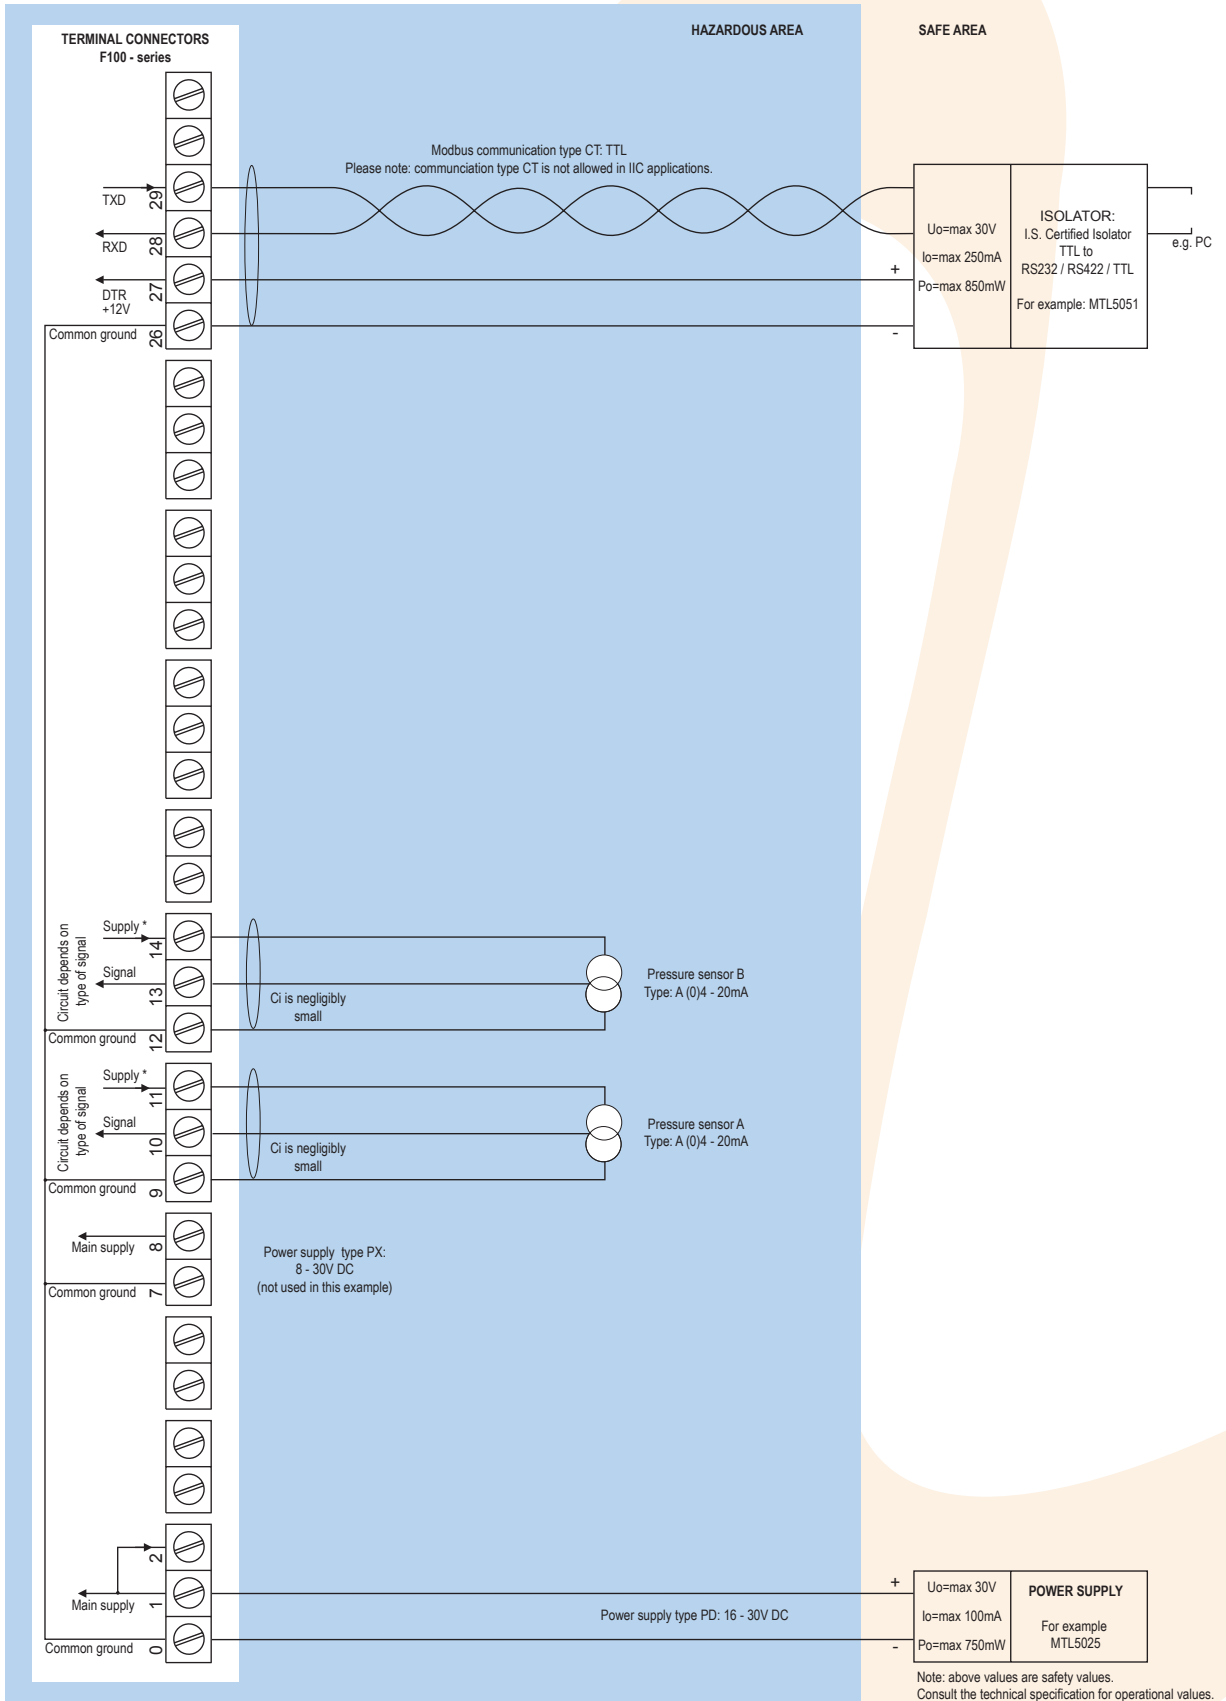 TERMINAL CONNECTORS
F100 - series
HAZARDOUS AREA
SAFE AREA
Modbus communication type CT: TTL
Please note: communciation type CT is not allowed in IIC applications.
TXD
29
RXD
28
DTR
+12V
27
Common ground
26
+
-
Uo=max 30V
Io=max 250mA
Po=max 850mW
ISOLATOR:
I.S. Certified Isolator
TTL to
RS232 / RS422 / TTL
For example: MTL5051
e.g. PC
Circuit depends on
type of signal
Supply *
14
Signal
13
Common ground
12
Ci is negligibly
small
Pressure sensor B
Type: A (0)4 - 20mA
Circuit depends on
type of signal
Supply *
11
Signal
10
Common ground
9
Ci is negligibly
small
Pressure sensor A
Type: A (0)4 - 20mA
Main supply
8
Common ground
7
Power supply type PX:
8 - 30V DC
(not used in this example)
2
Main supply
1
Common ground
0
Power supply type PD: 16 - 30V DC
+
-
Uo=max 30V
Io=max 100mA
Po=max 750mW
POWER SUPPLY
For example
MTL5025
Note: above values are safety values.
Consult the technical specification for operational values.